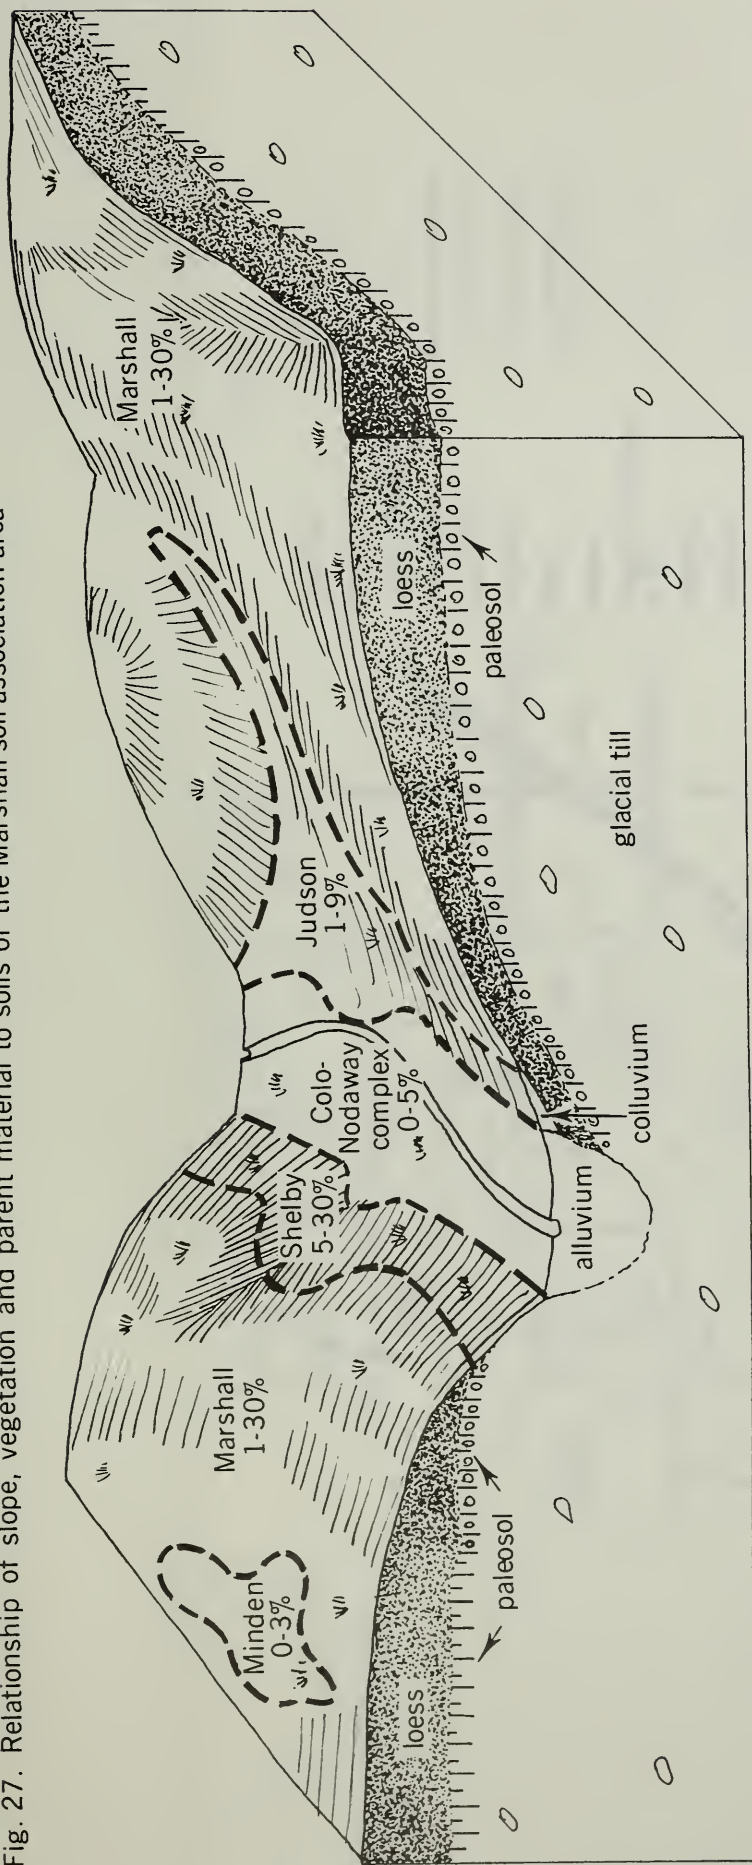 Fig. 27. Relationship of slope, vegetation and parent material to soils of the Marshall soil association area
Marshall
1-30%
Minden
0-3%
Marshall
1-30%
Shelby
5-30%
Colo-
Nodaway
complex
0-5%
Judson
1-9%
loess
paleosol
alluvium
colluvium
loess
paleosol
glacial till